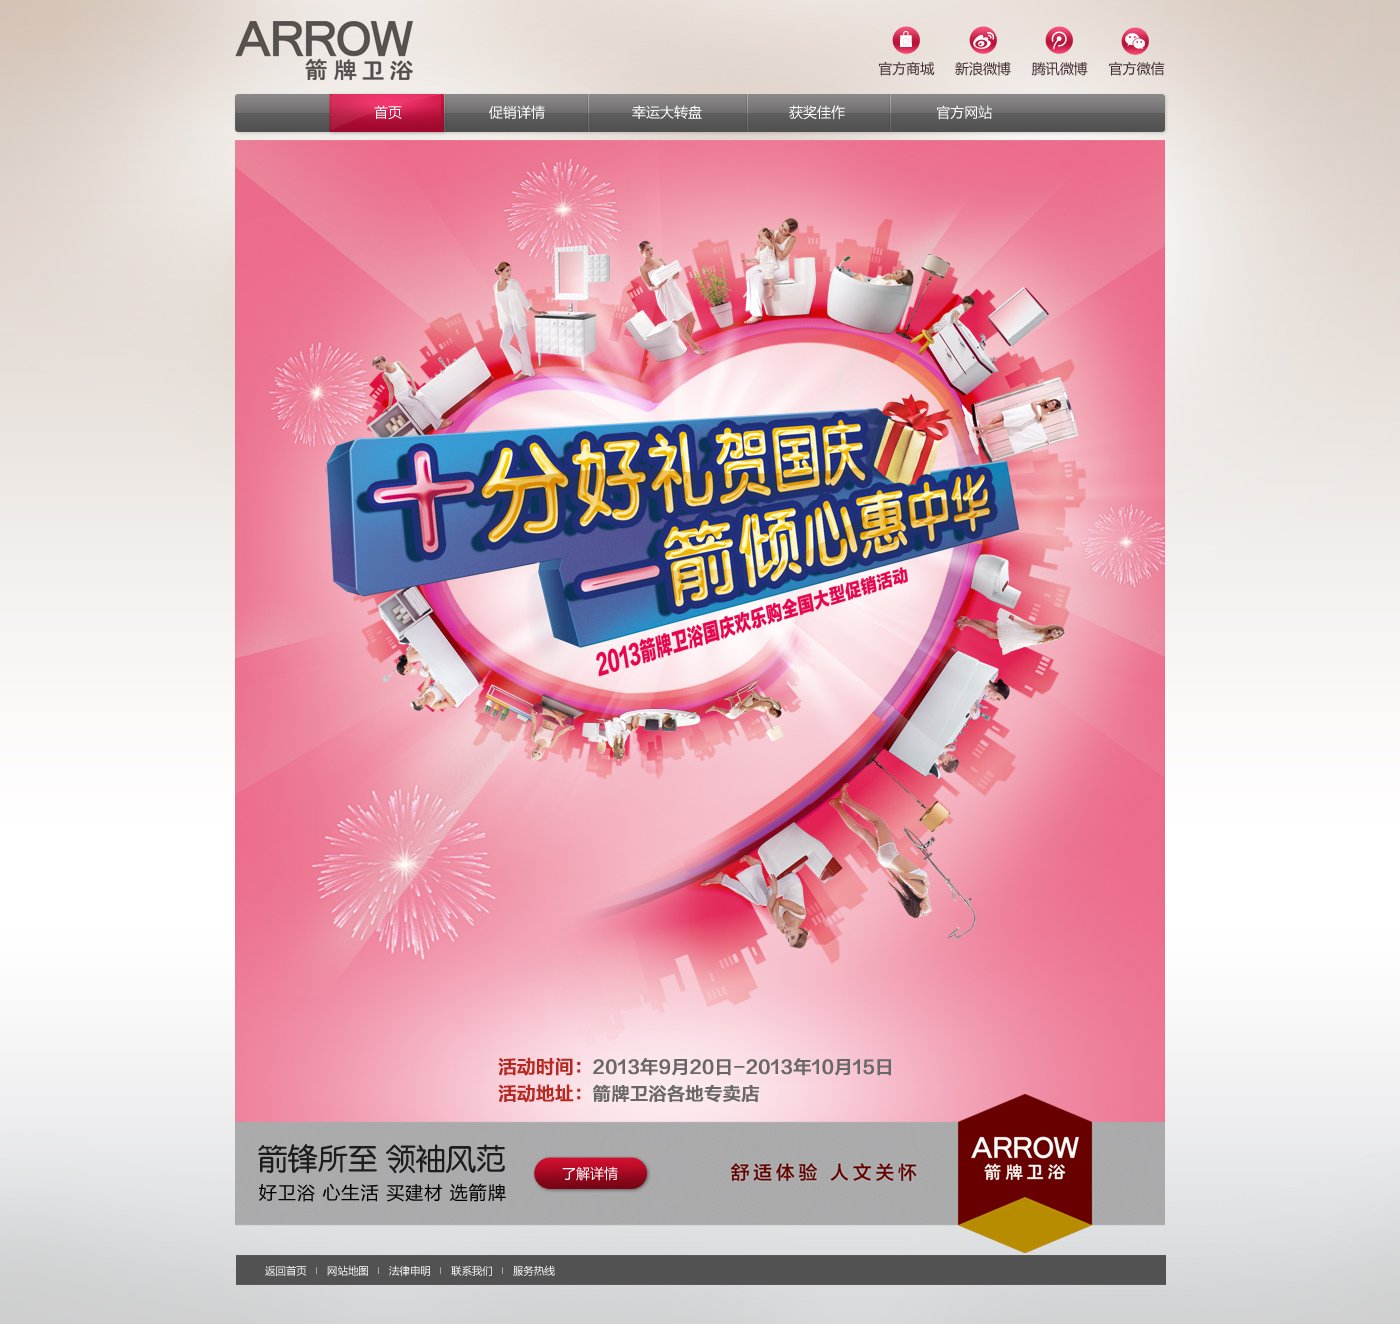 ARROW
箭牌卫浴
官方商城 新浪微博 腾讯微博 官方微信
首页 促销详情 幸运大转盘 获奖佳作 官方网站
十分好礼贺国庆
一箭倾心惠中华
2013箭牌卫浴国庆欢乐购全国大型促销活动
活动时间：2013年9月20日-2013年10月15日
活动地址：箭牌卫浴各地专卖店
箭锋所至 领袖风范
好卫浴 心生活 买建材 选箭牌
了解详情
舒适体验 人文关怀
ARROW
箭牌卫浴
返回首页 | 网站地图 | 法律申明 | 联系我们 | 服务热线